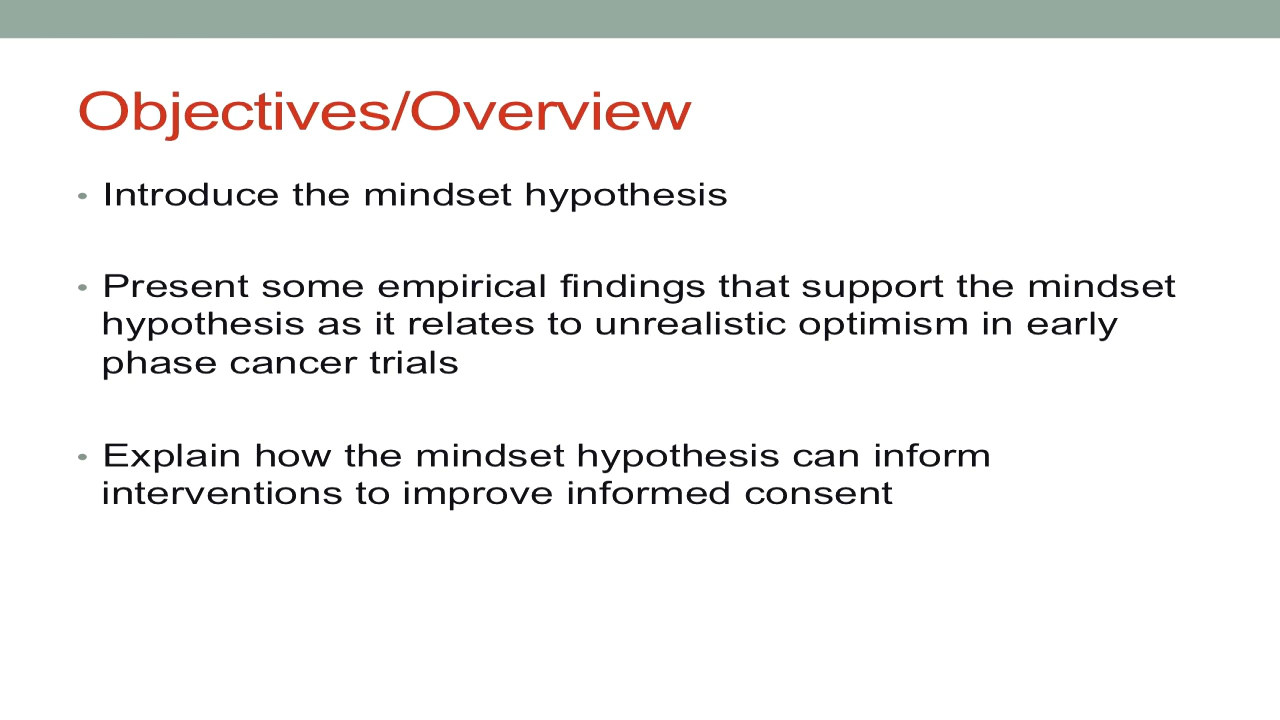 Objectives/Overview
• Introduce the mindset hypothesis
• Present some empirical findings that support the mindset
hypothesis as it relates to unrealistic optimism in early
phase cancer trials
• Explain how the mindset hypothesis can inform
interventions to improve informed consent